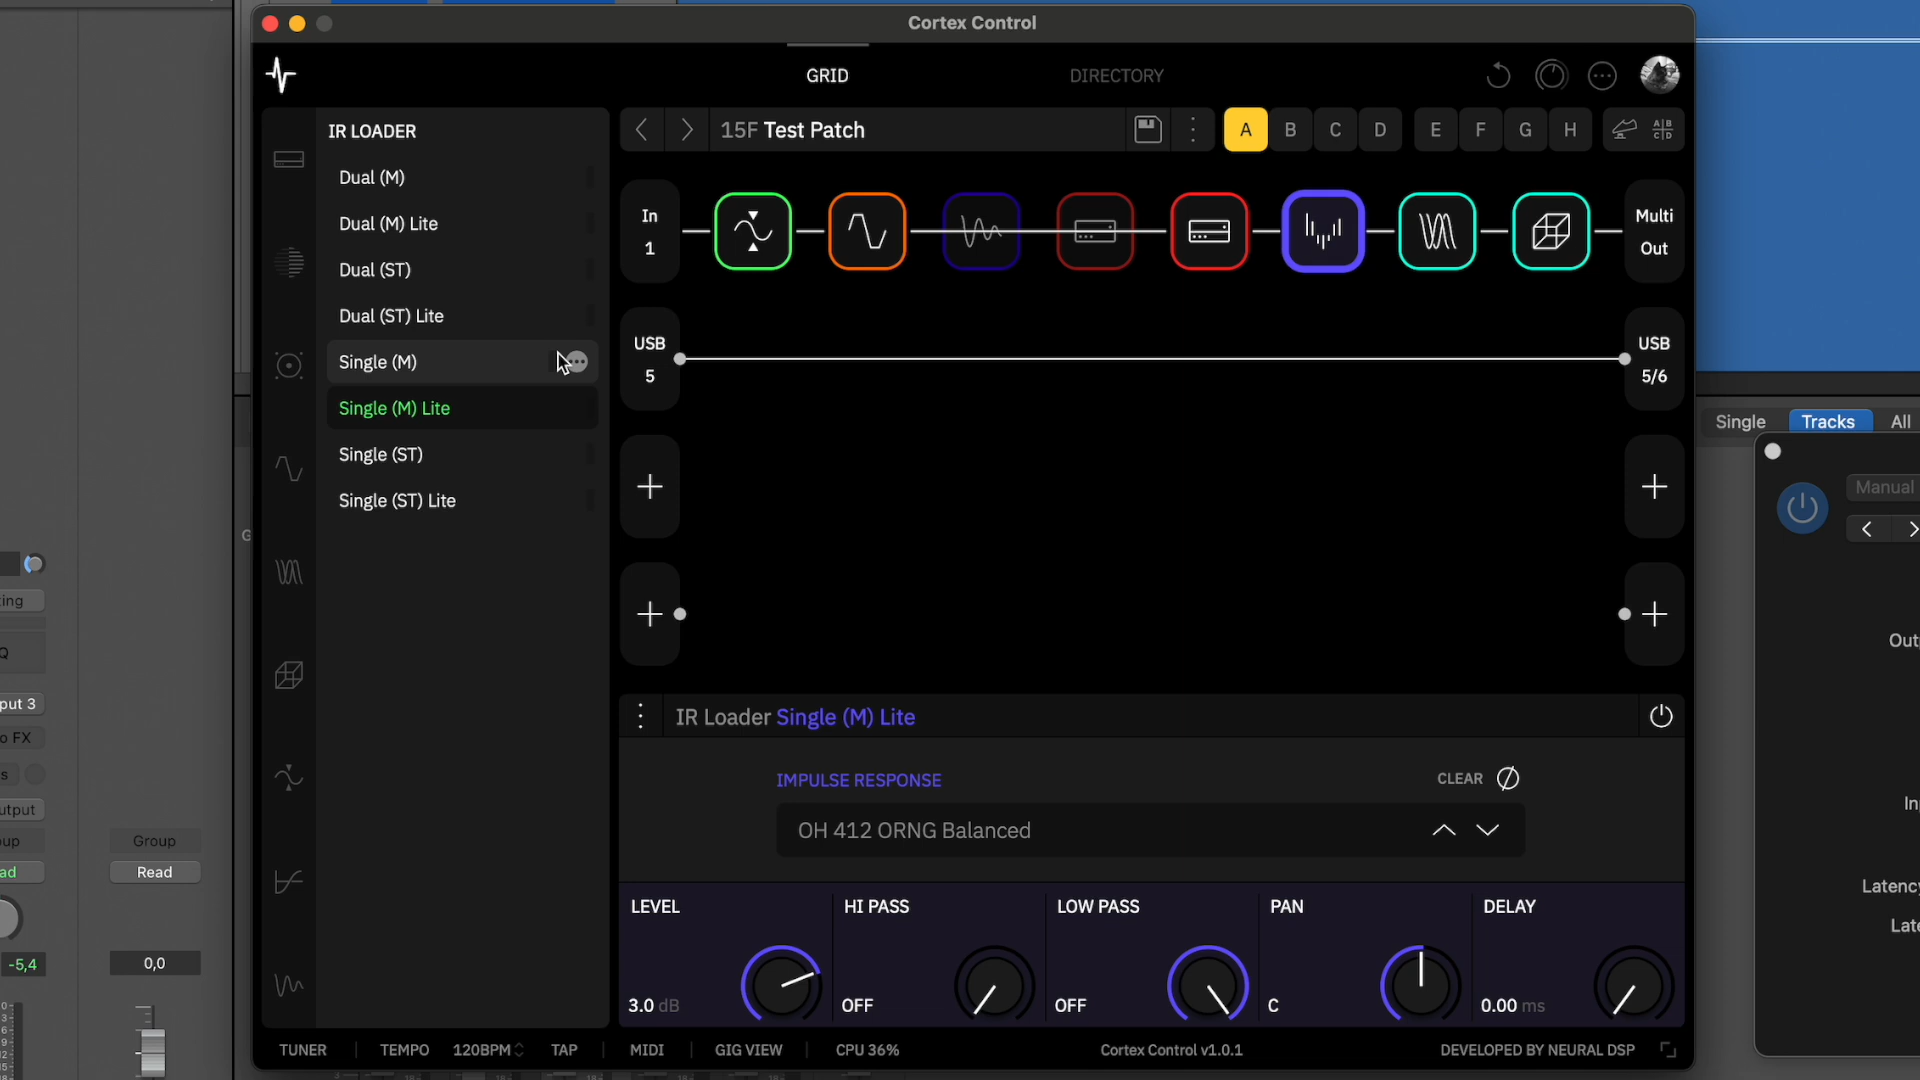 Cortex Control
GRID
DIRECTORY
IR LOADER
Dual (M)
Dual (M) Lite
Dual (ST)
Dual (ST) Lite
Single (M)
Single (M) Lite
Single (ST)
Single (ST) Lite
15F Test Patch
A B C D E F G H
A|B
C|D
In
1
Multi
Out
USB
5
USB
5/6
IR Loader Single (M) Lite
IMPULSE RESPONSE
CLEAR
OH 412 ORNG Balanced
LEVEL
HI PASS
LOW PASS
PAN
DELAY
3.0 dB
OFF
OFF
C
0.00 ms
TUNER
TEMPO
120BPM
TAP
MIDI
GIG VIEW
CPU 36%
Cortex Control v1.0.1
DEVELOPED BY NEURAL DSP
Single
Tracks
All
Manual
Latency
Group
Read
-5,4
0,0